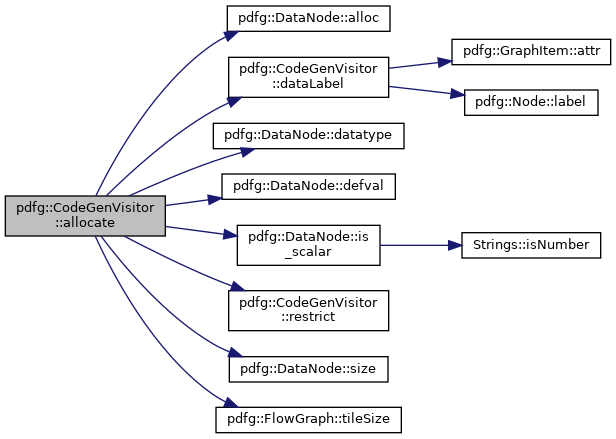 pdfg::CodeGenVisitor
::allocate
pdfg::DataNode::alloc
pdfg::CodeGenVisitor
::dataLabel
pdfg::GraphItem::attr
pdfg::Node::label
pdfg::DataNode::datatype
pdfg::DataNode::defval
pdfg::DataNode::is
_scalar
Strings::isNumber
pdfg::CodeGenVisitor
::restrict
pdfg::DataNode::size
pdfg::FlowGraph::tileSize